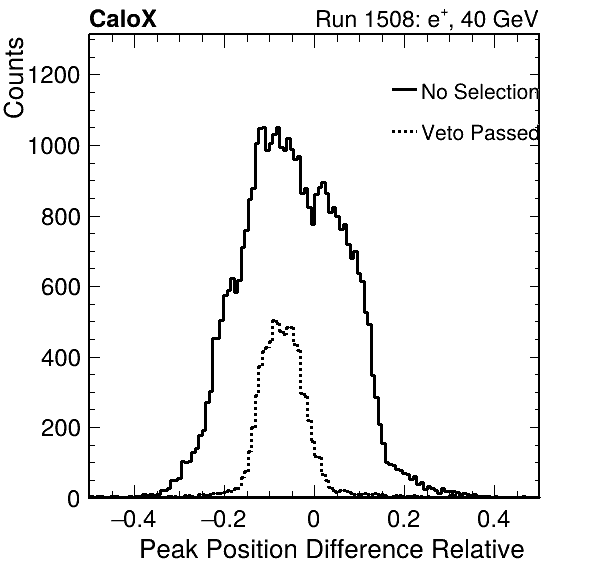 CaloX
Run 1508: e+, 40 GeV
Counts
1200
1000
800
600
400
200
0
No Selection
Veto Passed
−0.4
−0.2
0
0.2
0.4
Peak Position Difference Relative